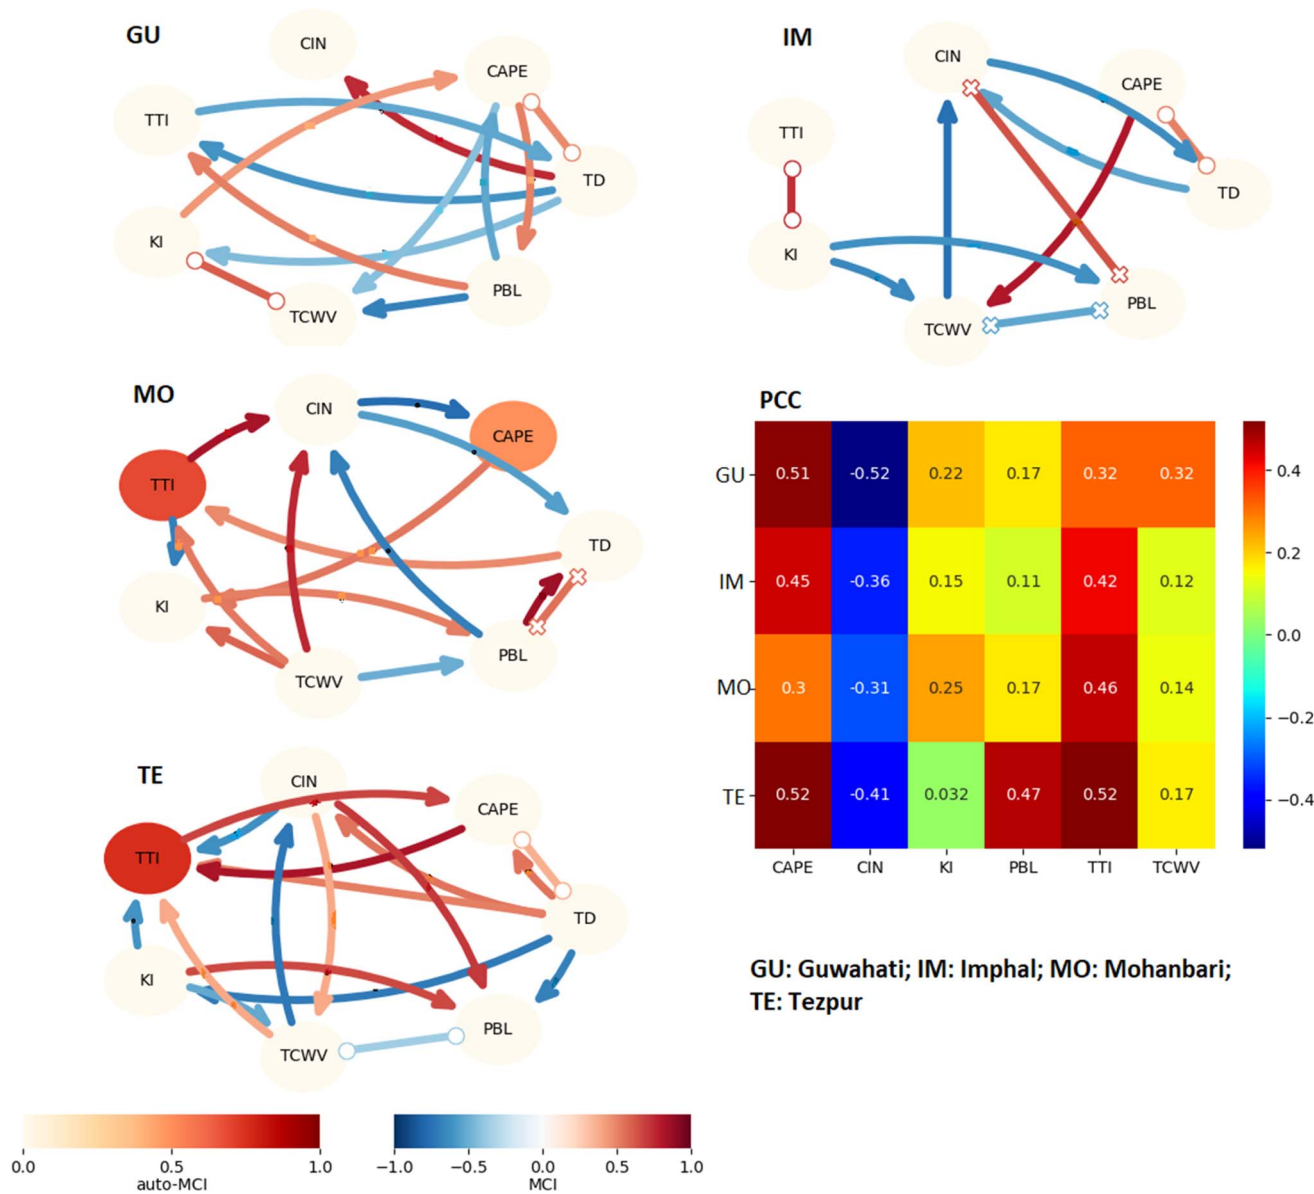 GU
CIN
CAPE
TTI
TD
KI
PBL
TCWV
IM
CIN
CAPE
TTI
TD
KI
PBL
TCWV
MO
CIN
CAPE
TTI
TD
KI
PBL
TCWV
PCC
GU 0.51 -0.52 0.22 0.17 0.32 0.32
IM 0.45 -0.36 0.15 0.11 0.42 0.12
MO 0.3 -0.31 0.25 0.17 0.46 0.14
TE 0.52 -0.41 0.032 0.47 0.52 0.17
CAPE CIN KI PBL TTI TCWV
0.4
0.2
0.0
−0.2
−0.4
TE
CIN
CAPE
TTI
TD
KI
PBL
TCWV
GU: Guwahati; IM: Imphal; MO: Mohanbari;
TE: Tezpur
0.0 0.5 1.0
auto-MCI
−1.0 −0.5 0.0 0.5 1.0
MCI